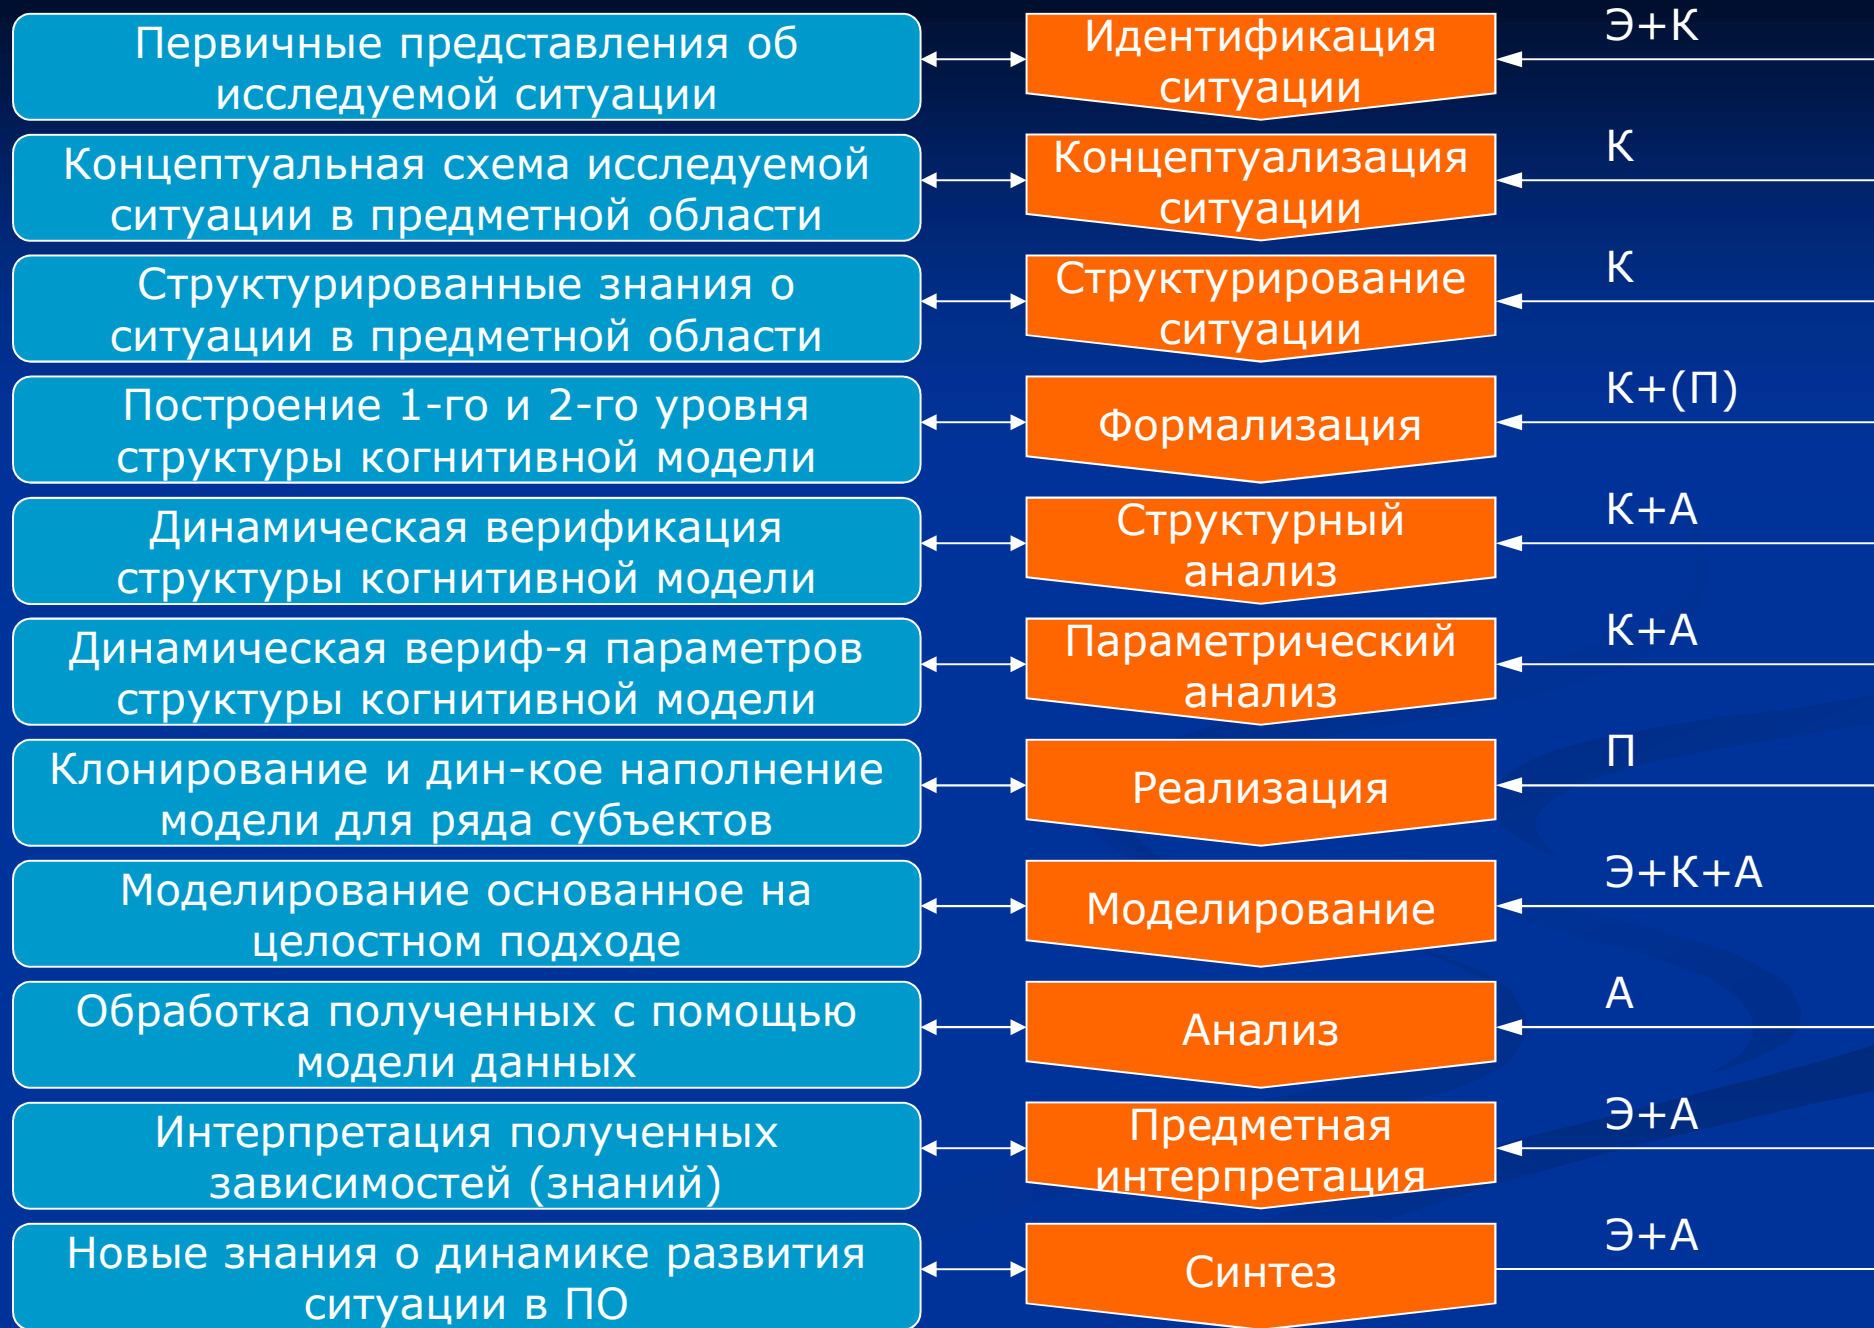 Первичные представления об
исследуемой ситуации
Идентификация
ситуации
Э+К
Концептуальная схема исследуемой
ситуации в предметной области
Концептуализация
ситуации
К
Структурированные знания о
ситуации в предметной области
Структурирование
ситуации
К
Построение 1-го и 2-го уровня
структуры когнитивной модели
Формализация
К+(П)
Динамическая верификация
структуры когнитивной модели
Структурный
анализ
К+А
Динамическая вериф-я параметров
структуры когнитивной модели
Параметрический
анализ
К+А
Клонирование и дин-кое наполнение
модели для ряда субъектов
Реализация
П
Моделирование основанное на
целостном подходе
Моделирование
Э+К+А
Обработка полученных с помощью
модели данных
Анализ
А
Интерпретация полученных
зависимостей (знаний)
Предметная
интерпретация
Э+А
Новые знания о динамике развития
ситуации в ПО
Синтез
Э+А